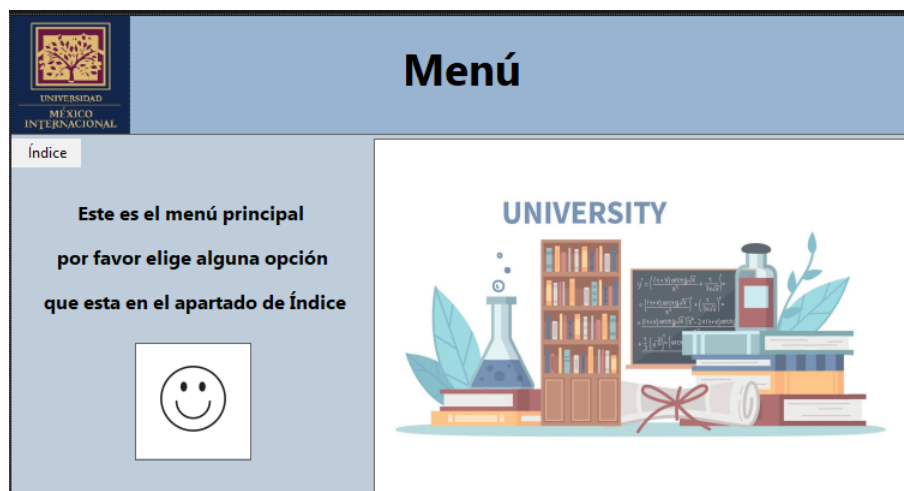 UNIVERSIDAD
MÉXICO
INTERNACIONAL
Menú
Índice
Este es el menú principal
por favor elige alguna opción
que esta en el apartado de Índice
UNIVERSITY